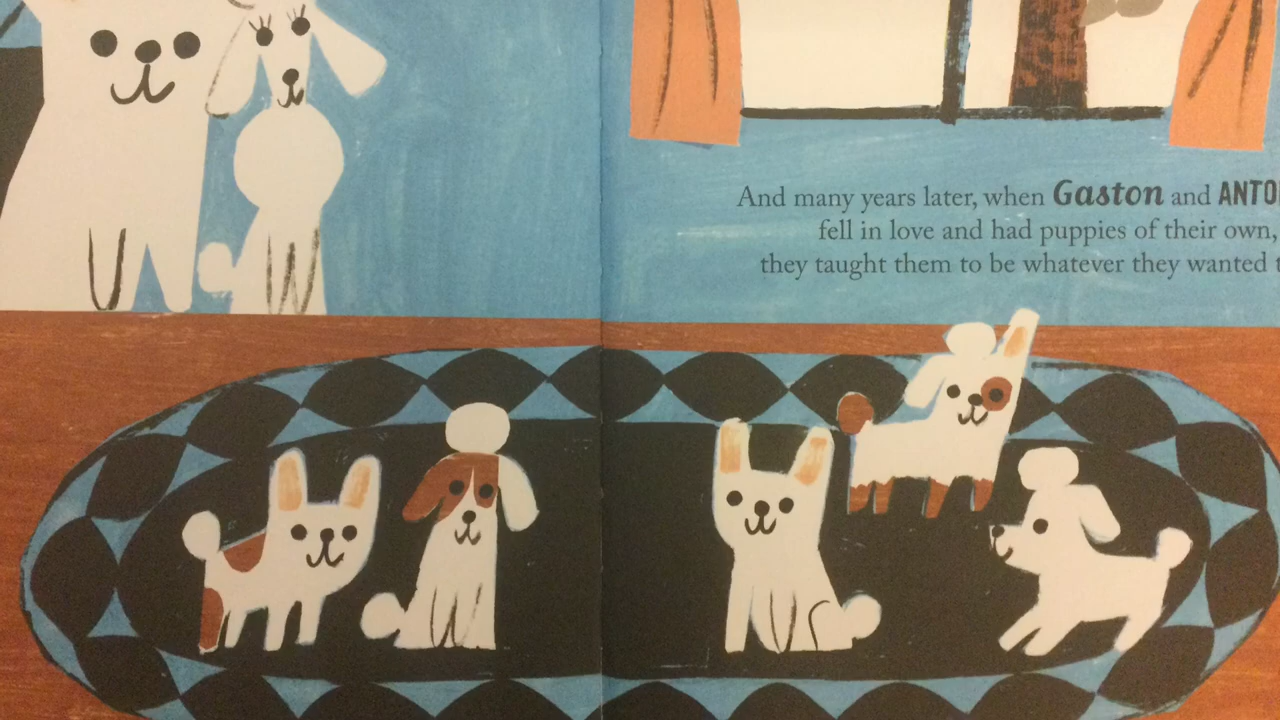 And many years later, when Gaston and
fell in love and had puppies of their own,
they taught them to be whatever they wanted